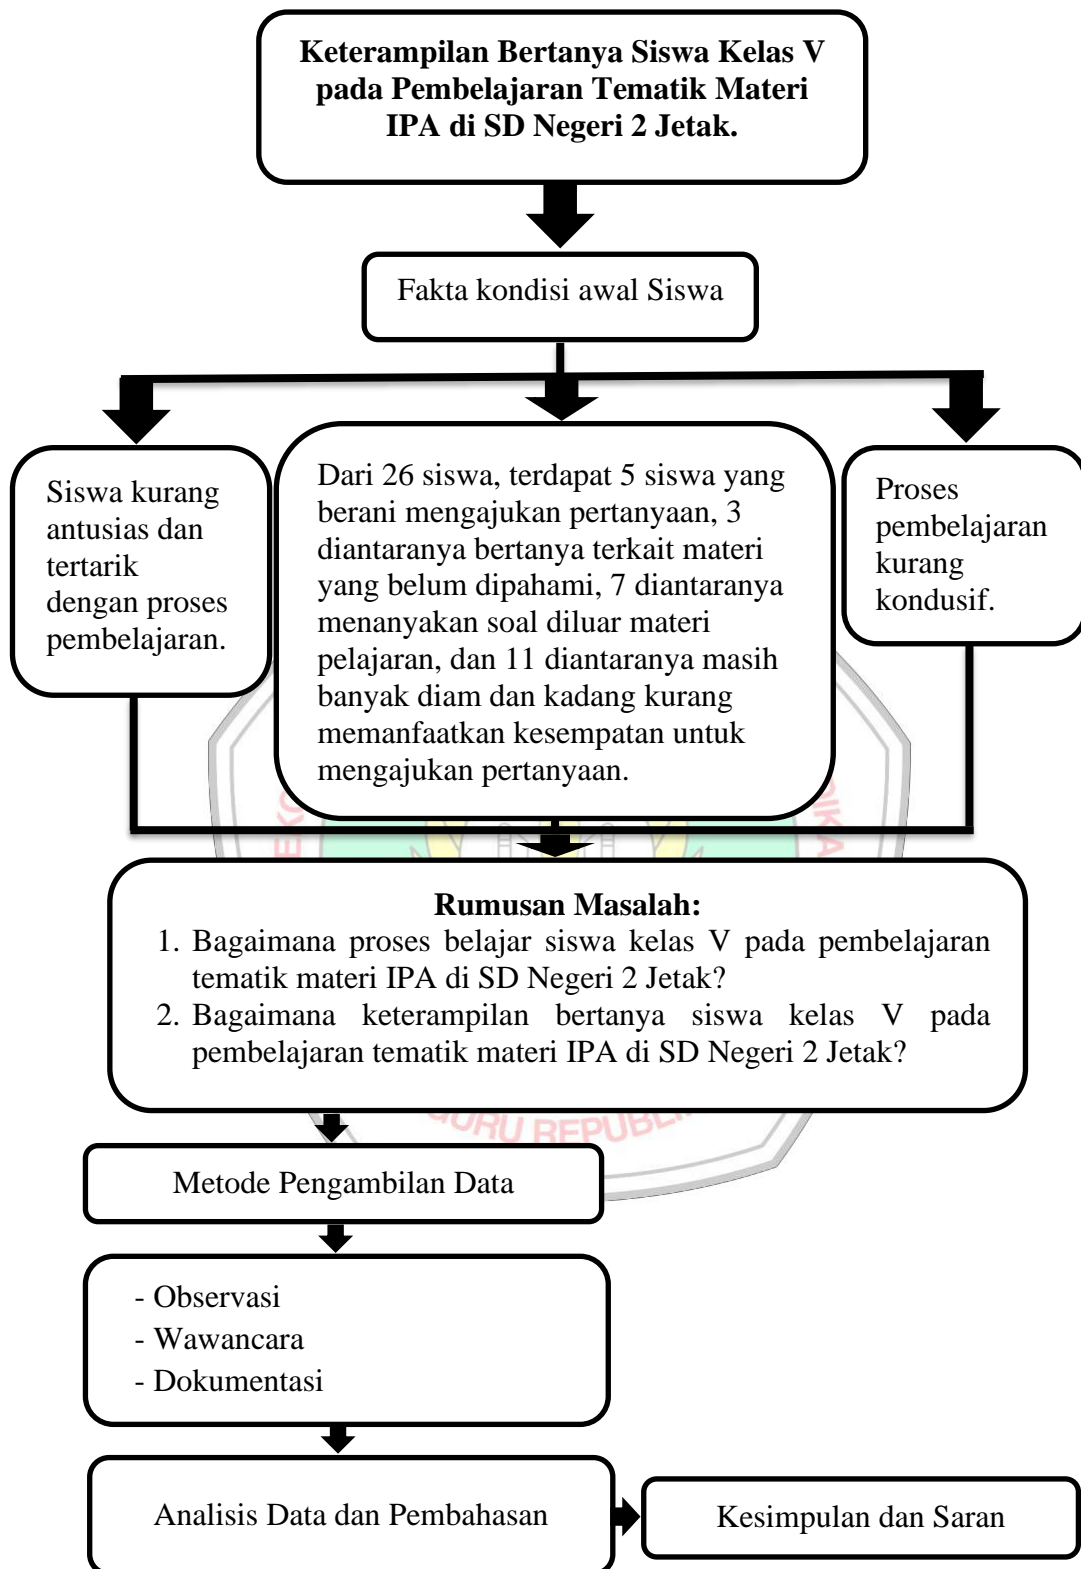 Keterampilan Bertanya Siswa Kelas V
pada Pembelajaran Tematik Materi
IPA di SD Negeri 2 Jetak.
Fakta kondisi awal Siswa
Siswa kurang
antusias dan
tertarik
dengan proses
pembelajaran.
Dari 26 siswa, terdapat 5 siswa yang
berani mengajukan pertanyaan, 3
diantaranya bertanya terkait materi
yang belum dipahami, 7 diantaranya
menanyakan soal diluar materi
pelajaran, dan 11 diantaranya masih
banyak diam dan kadang kurang
memanfaatkan kesempatan untuk
mengajukan pertanyaan.
Proses
pembelajaran
kurang
kondusif.
Rumusan Masalah:
1. Bagaimana proses belajar siswa kelas V pada pembelajaran
tematik materi IPA di SD Negeri 2 Jetak?
2. Bagaimana keterampilan bertanya siswa kelas V pada
pembelajaran tematik materi IPA di SD Negeri 2 Jetak?
GURU REPUBLI
Metode Pengambilan Data
- Observasi
- Wawancara
- Dokumentasi
Analisis Data dan Pembahasan
Kesimpulan dan Saran